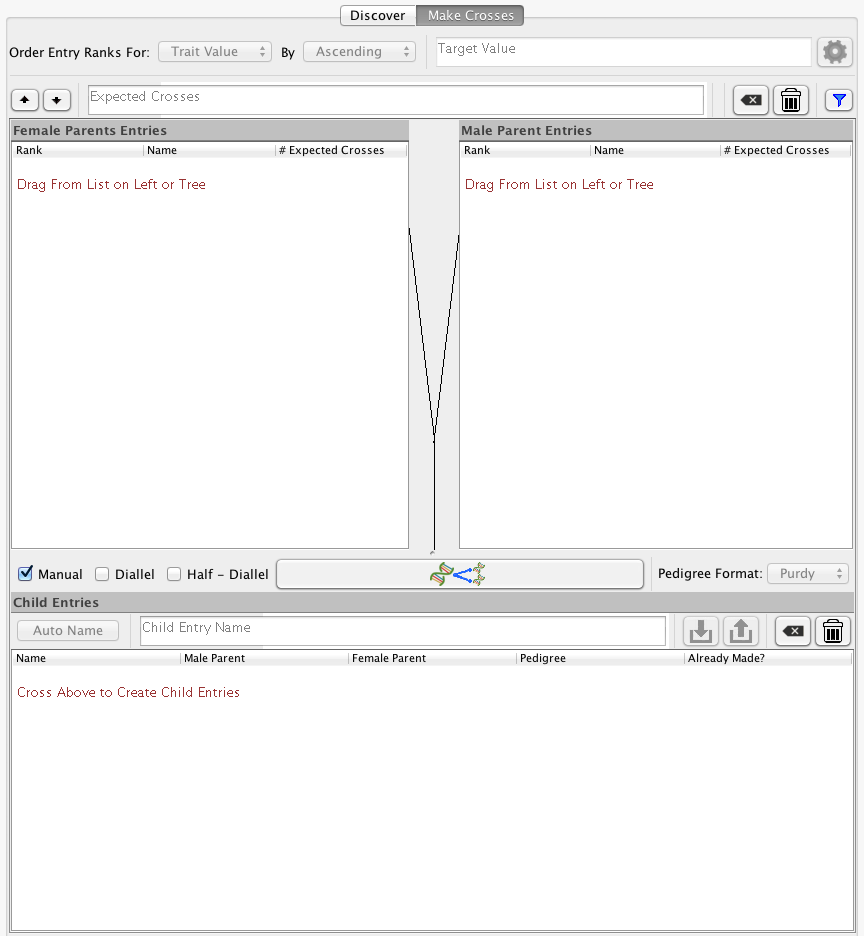 Discover Make Crosses
Order Entry Ranks For: Trait Value By Ascending Target Value
Expected Crosses
Female Parents Entries Male Parent Entries
Rank Name # Expected Crosses Rank Name # Expected Crosses
Drag From List on Left or Tree Drag From List on Left or Tree
Manual Diallel Half - Diallel Pedigree Format: Purdy
Child Entries
Auto Name Child Entry Name
Name Male Parent Female Parent Pedigree Already Made?
Cross Above to Create Child Entries